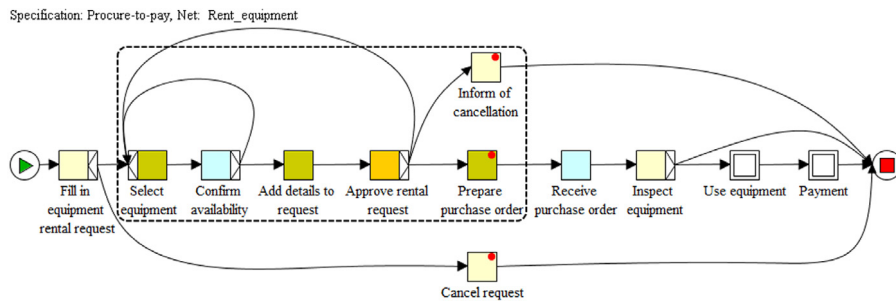 Specification: Procure-to-pay, Net: Rent_equipment
Inform of
cancellation
Fill in
equipment
rental request
Select
equipment
Confirm
availability
Add details to
request
Approve rental
request
Prepare
purchase order
Receive
purchase order
Inspect
equipment
Use equipment
Payment
Cancel request